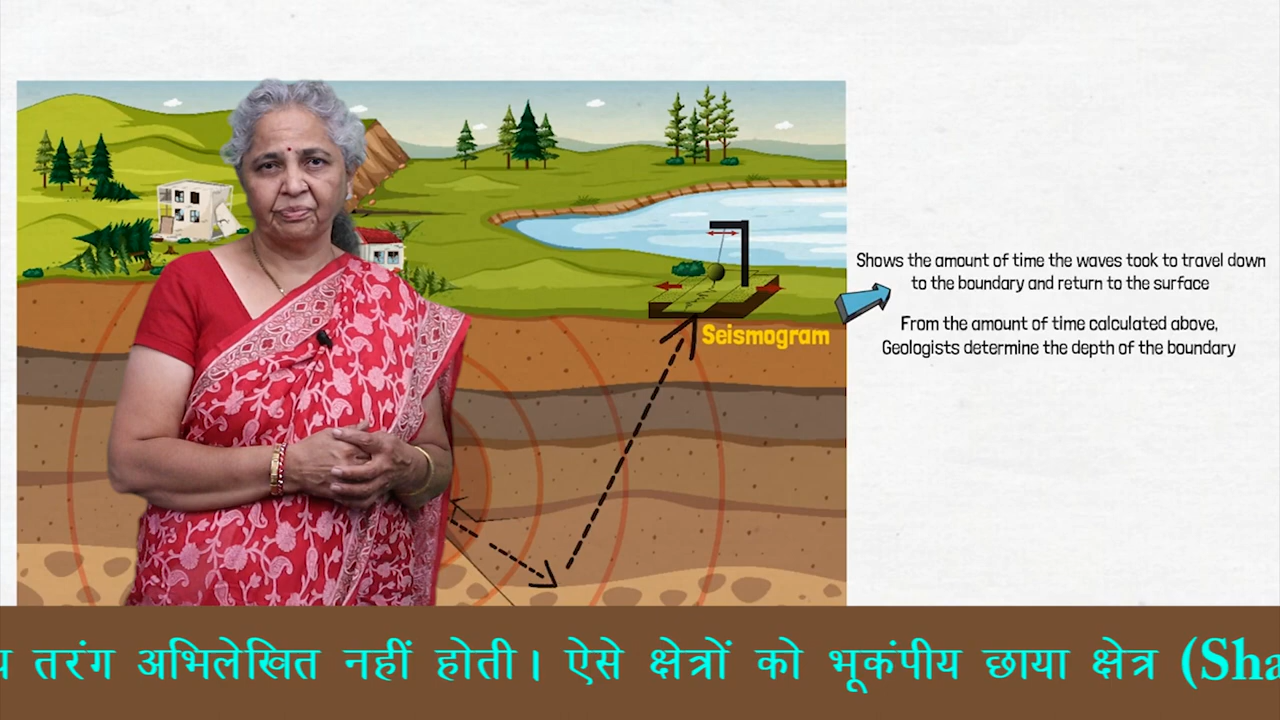 Shows the amount of time the waves took to travel down
to the boundary and return to the surface
From the amount of time calculated above,
Geologists determine the depth of the boundary
Seismogram
तरंग अभिलेखित नहीं होती। ऐसे क्षेत्रों को भूकंपीय छाया क्षेत्र (Sha